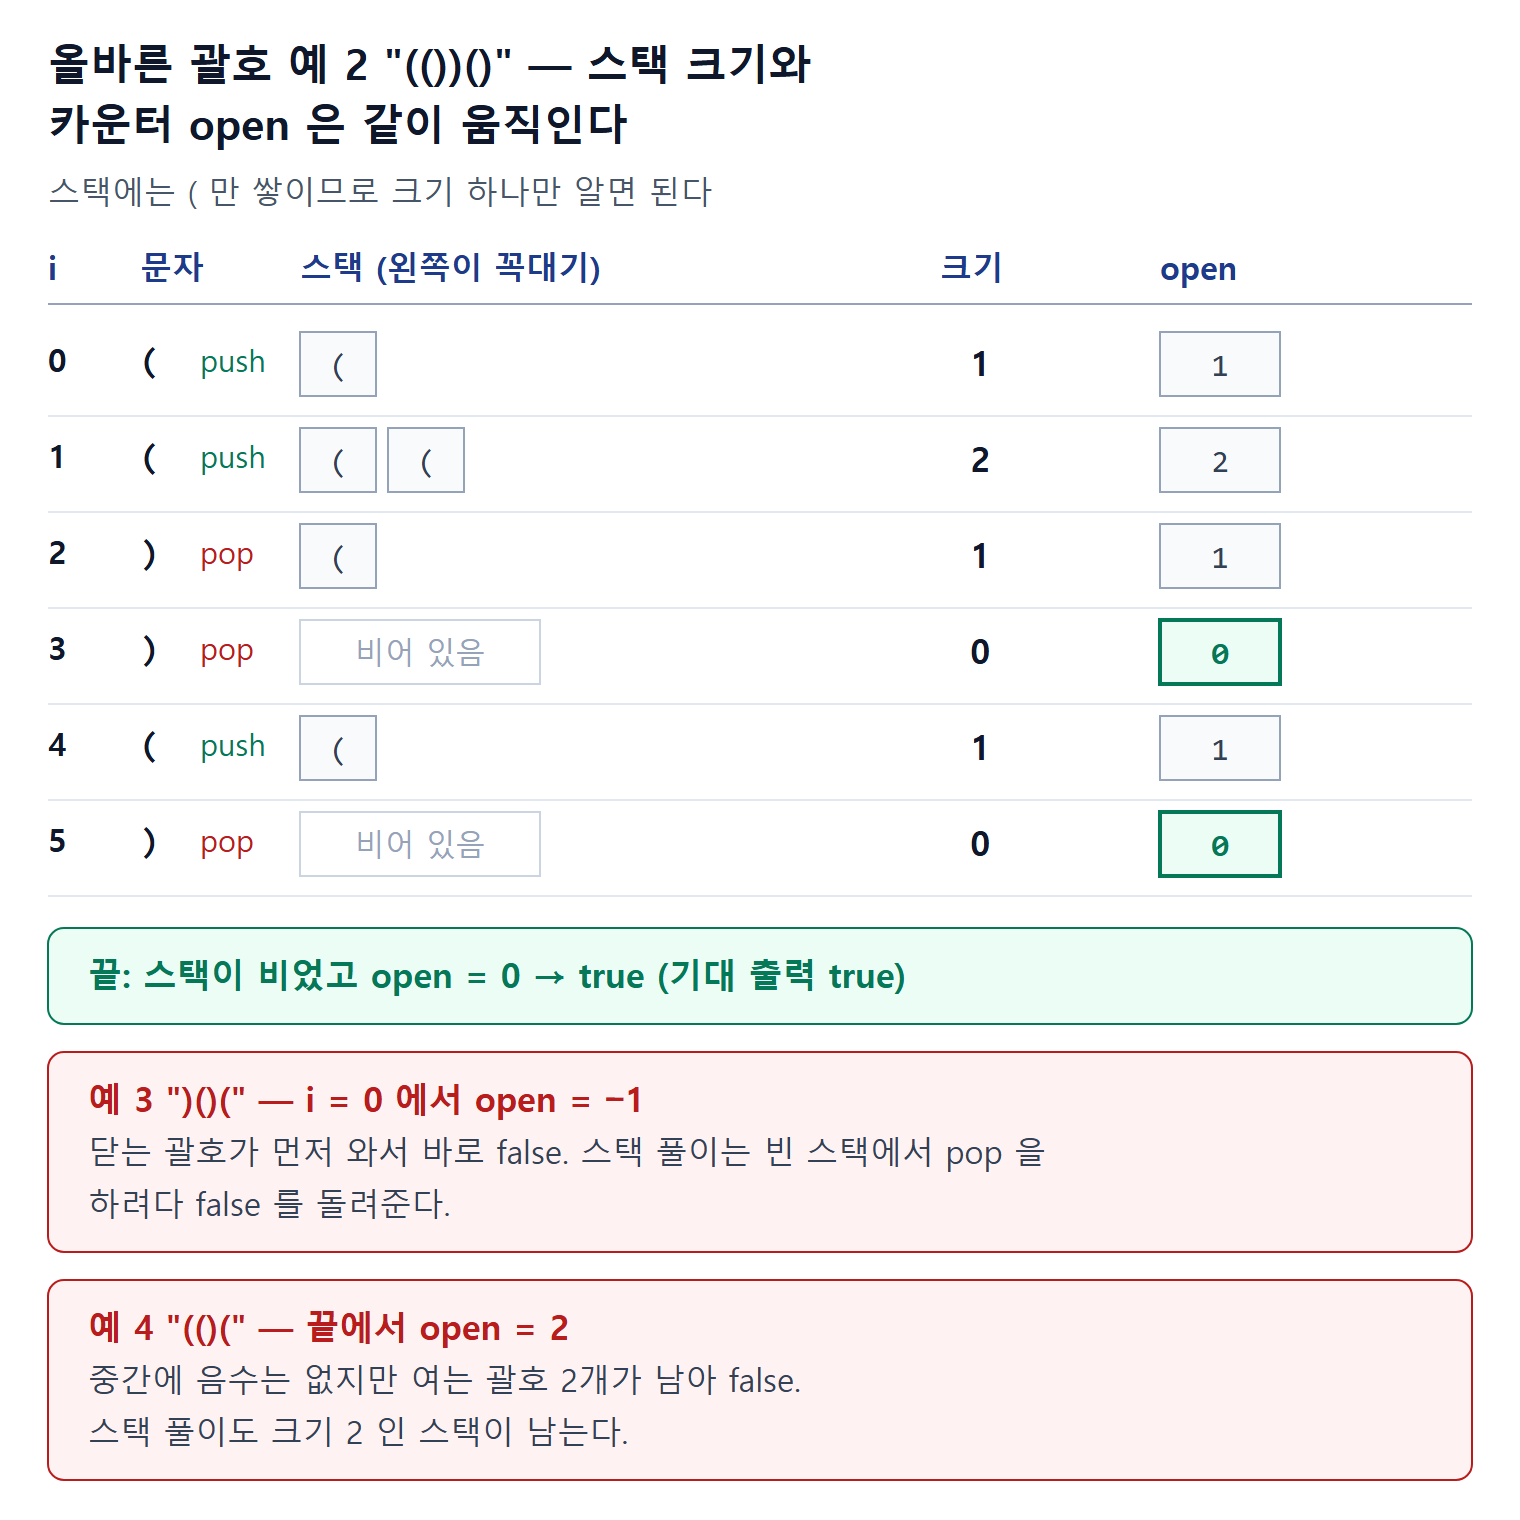 올바른 괄호 예 2 "(())()" — 스택 크기와
카운터 open 은 같이 움직인다
스택에는 ( 만 쌓이므로 크기 하나만 알면 된다
i 문자 스택 (왼쪽이 꼭대기) 크기 open
0 ( push ( 1 1
1 ( push ( ( 2 2
2 ) pop ( 1 1
3 ) pop 비어 있음 0 0
4 ( push ( 1 1
5 ) pop 비어 있음 0 0
끝: 스택이 비었고 open = 0 → true (기대 출력 true)
예 3 ")()(" — i = 0 에서 open = −1
닫는 괄호가 먼저 와서 바로 false. 스택 풀이는 빈 스택에서 pop 을
하려다 false 를 돌려준다.
예 4 "(()(" — 끝에서 open = 2
중간에 음수는 없지만 여는 괄호 2개가 남아 false.
스택 풀이도 크기 2 인 스택이 남는다.